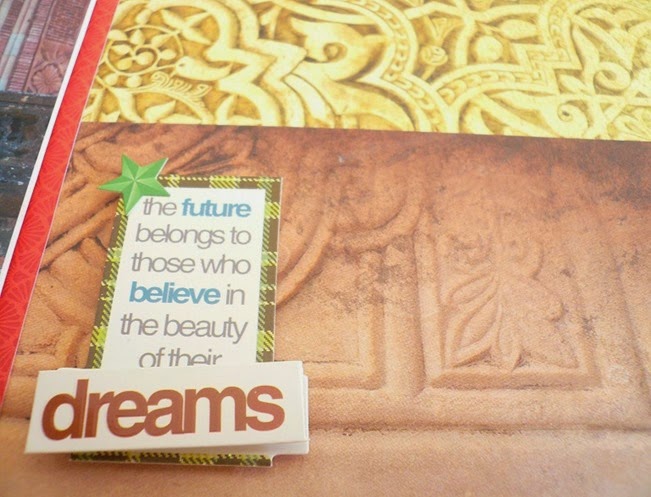 the future
belongs to
those who
believe in
the beauty
of their
dreams